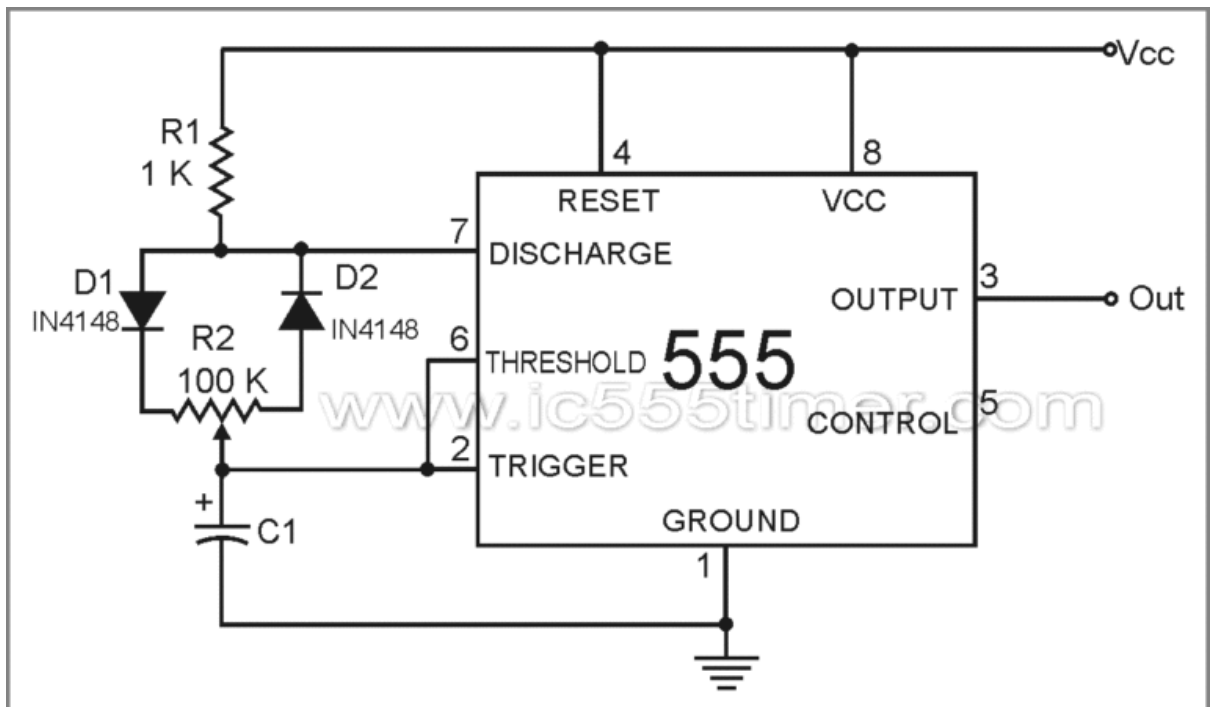 Vcc
R1
1 K
4
8
RESET
VCC
7
DISCHARGE
D1
IN4148
D2
IN4148
3
OUTPUT
Out
R2
100 K
6
THRESHOLD
555
www.ic555timer.com
5
CONTROL
2
TRIGGER
+
C1
GROUND
1